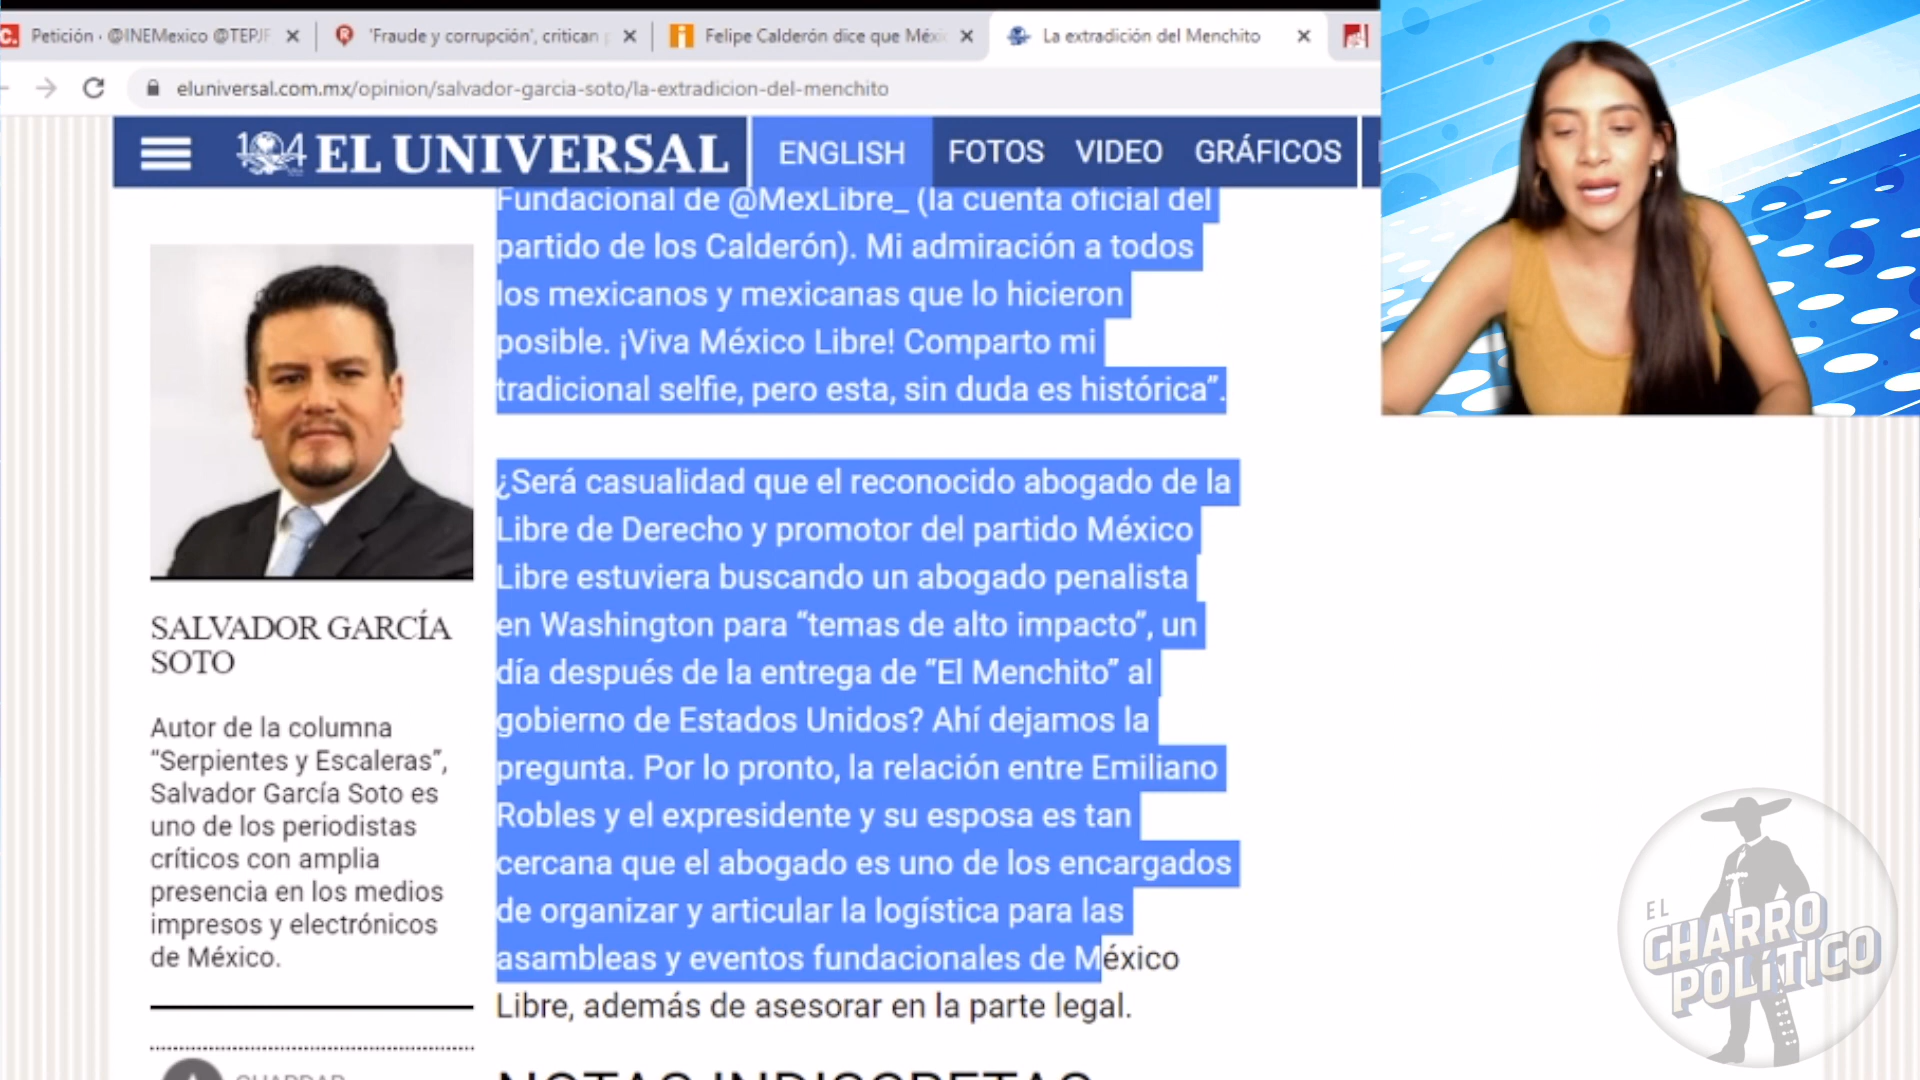 Petición · @INEMexico @TEPJF
'Fraude y corrupción', critican
Felipe Calderón dice que Méxic
La extradición del Menchito
eluniversal.com.mx/opinion/salvador-garcia-soto/la-extradicion-del-menchito
104 EL UNIVERSAL
ENGLISH
FOTOS
VIDEO
GRÁFICOS
Fundacional de @MexLibre_ (la cuenta oficial del
partido de los Calderón). Mi admiración a todos
los mexicanos y mexicanas que lo hicieron
posible. ¡Viva México Libre! Comparto mi
tradicional selfie, pero esta, sin duda es histórica”.
¿Será casualidad que el reconocido abogado de la
Libre de Derecho y promotor del partido México
Libre estuviera buscando un abogado penalista
en Washington para “temas de alto impacto”, un
día después de la entrega de “El Menchito” al
gobierno de Estados Unidos? Ahí dejamos la
pregunta. Por lo pronto, la relación entre Emiliano
Robles y el expresidente y su esposa es tan
cercana que el abogado es uno de los encargados
de organizar y articular la logística para las
asambleas y eventos fundacionales de México
Libre, además de asesorar en la parte legal.
NOTAS INDISCRETAS
SALVADOR GARCÍA
SOTO
Autor de la columna
“Serpientes y Escaleras”,
Salvador García Soto es
uno de los periodistas
críticos con amplia
presencia en los medios
impresos y electrónicos
de México.
GUARDAR
EL
CHARRO
POLÍTICO